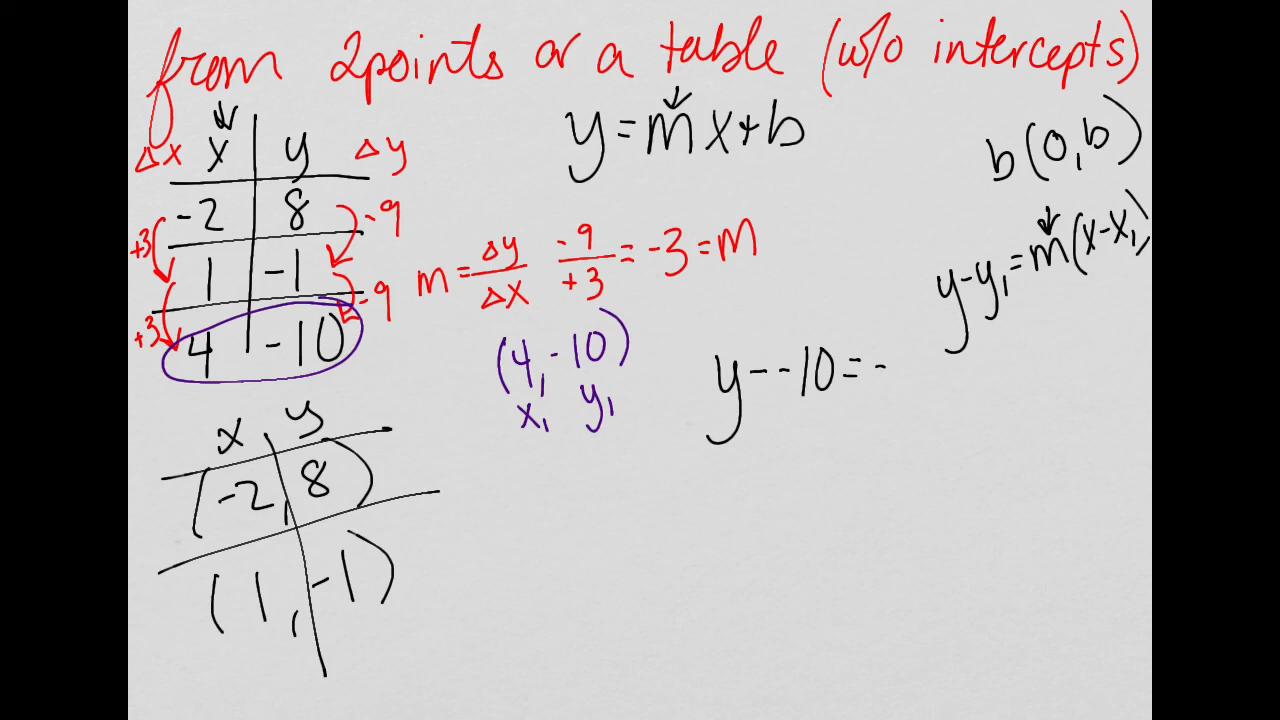 from 2points or a table (w/o intercepts)
y = mx+b
b(0,b)
Δx x y Δy
-2 8
+3 -9
1 -1
+3 -9
4 -10
m = Δy/Δx -9/+3 = -3 = m
y-y₁=m(x-x₁)
(4,-10)
x₁ y₁
y--10=-
x, y
(-2, 8)
(1, -1)